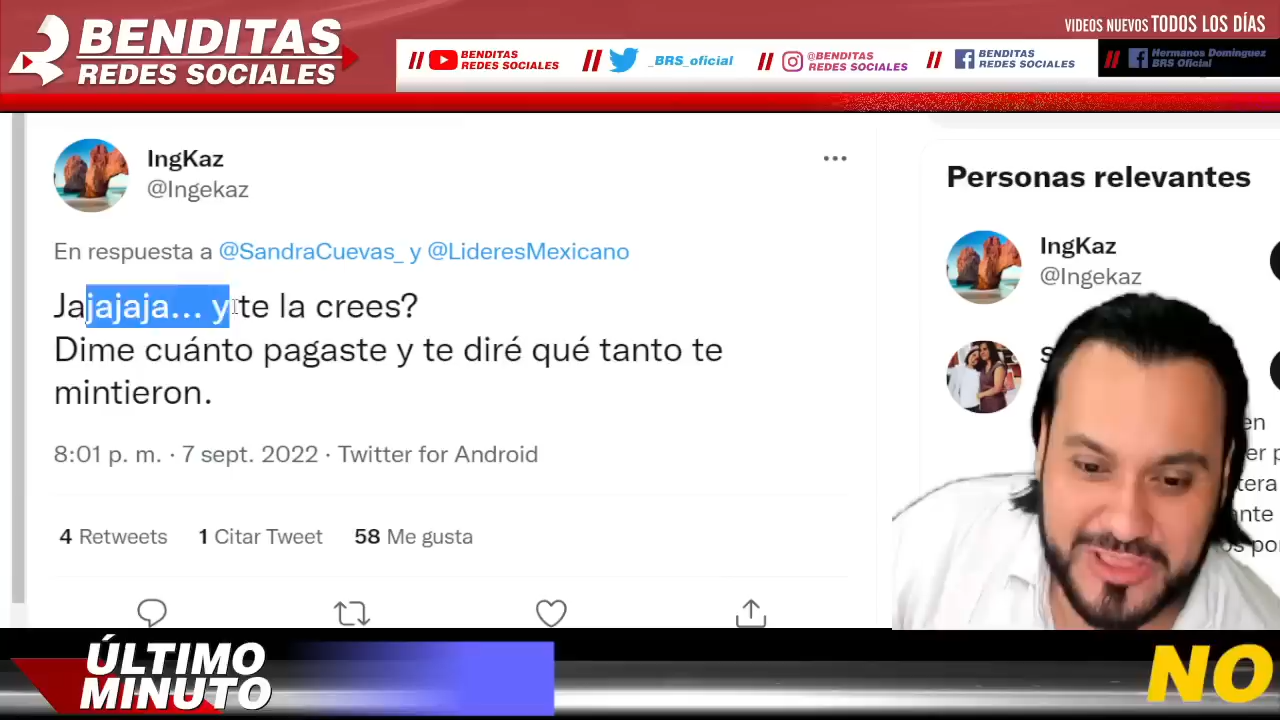 BENDITAS
REDES SOCIALES
VIDEOS NUEVOS TODOS LOS DÍAS
BENDITAS
REDES SOCIALES
_BRS_oficial
@BENDITAS
REDES SOCIALES
BENDITAS
REDES SOCIALES
Hermanos Dominguez
BRS Oficial
IngKaz
@Ingekaz
En respuesta a @SandraCuevas_ y @LideresMexicano
Jajajaja... y te la crees?
Dime cuánto pagaste y te diré qué tanto te
mintieron.
8:01 p. m. · 7 sept. 2022 · Twitter for Android
4 Retweets 1 Citar Tweet 58 Me gusta
Personas relevantes
IngKaz
@Ingekaz
ÚLTIMO
MINUTO
NO